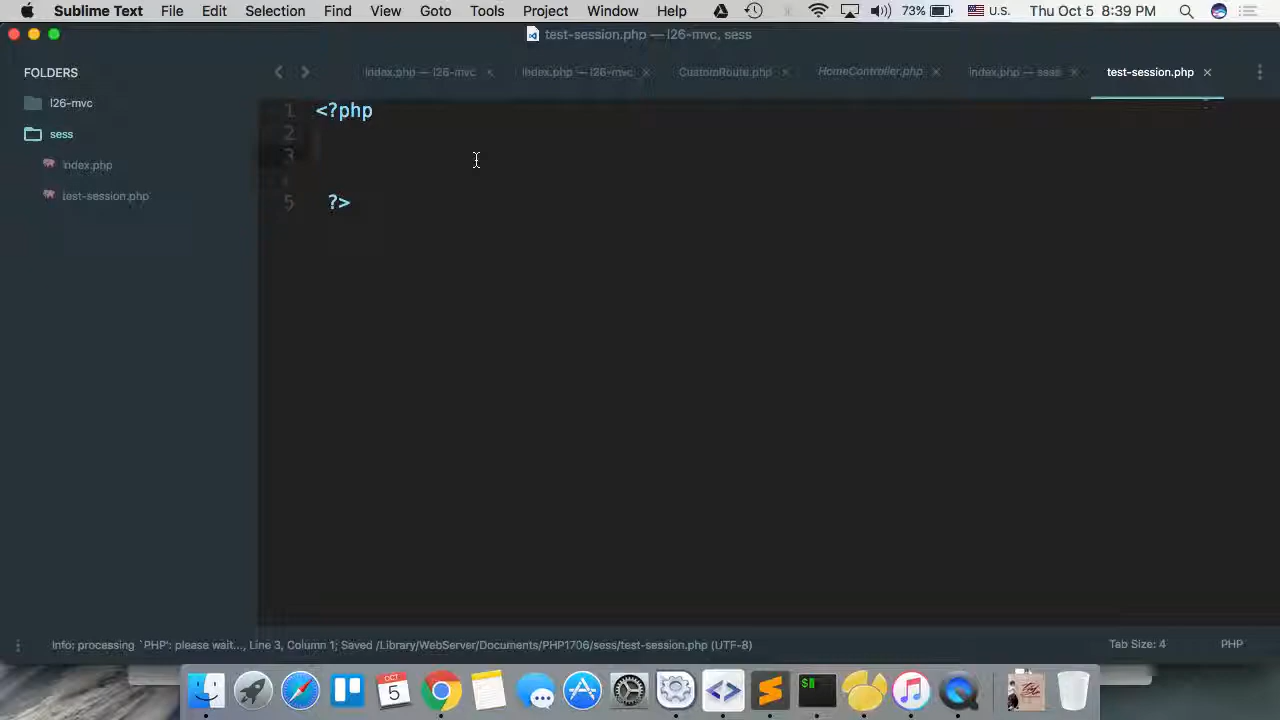 Sublime Text File Edit Selection Find View Goto Tools Project Window Help 73% U.S. Thu Oct 5 8:39 PM
test-session.php — l26-mvc, sess
FOLDERS
index.php — l26-mvc × index.php — l26-mvc × CustomRoute.php × HomeController.php × index.php — sess × test-session.php ×
l26-mvc
sess
index.php
test-session.php
1 <?php
2
3
5 ?>
Info: processing `PHP': please wait..., Line 3, Column 1; Saved /Library/WebServer/Documents/PHP1706/sess/test-session.php (UTF-8) Tab Size: 4 PHP
OCT
5